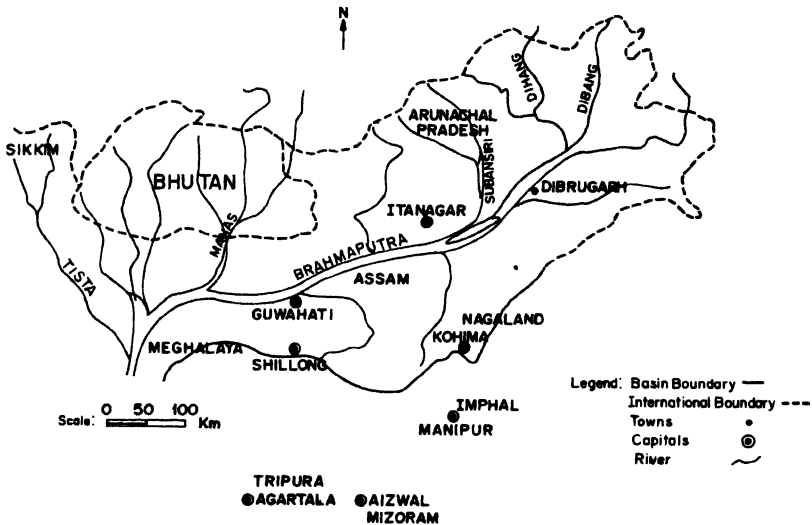 N
SIKKIM
BHUTAN
MANAS
TISTA
ARUNACHAL
PRADESH
DIHANG
DIBANG
SUBANSIRI
DIBRUGARH
ITANAGAR
BRAHMAPUTRA
ASSAM
GUWAHATI
MEGHALAYA
SHILLONG
NAGALAND
KOHIMA
IMPHAL
MANIPUR
TRIPURA
AGARTALA
AIZWAL
MIZORAM
Scale: 0 50 100
Km
Legend: Basin Boundary
International Boundary
Towns
Capitals
River